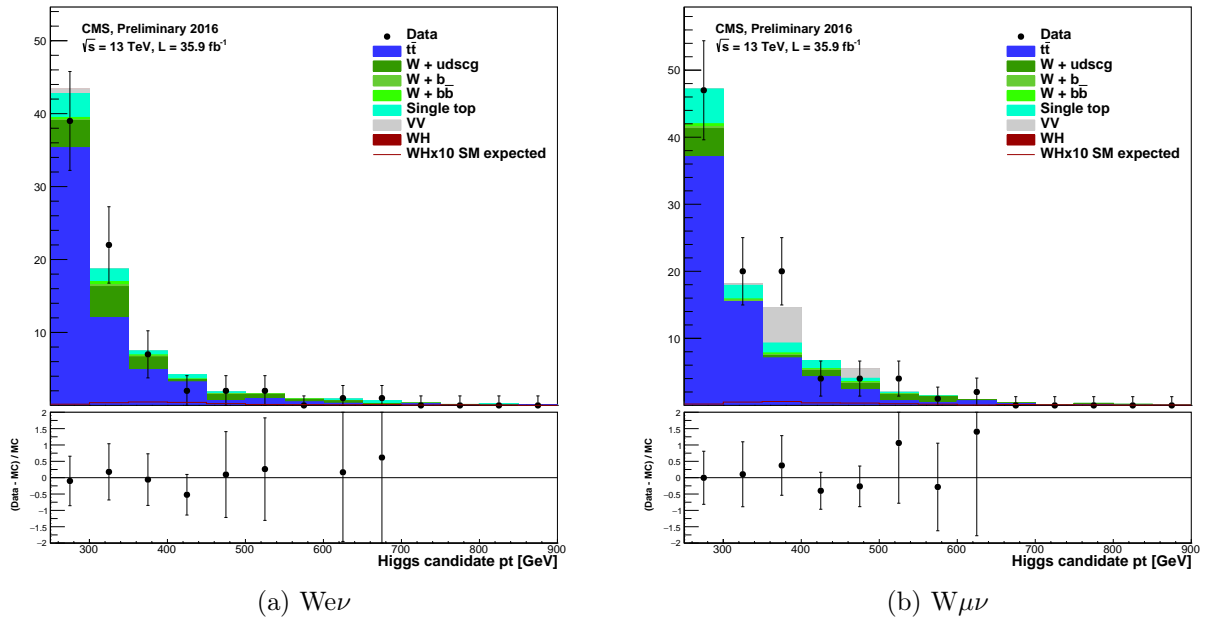 CMS, Preliminary 2016
√s = 13 TeV, L = 35.9 fb⁻¹
Data
tt̄
W + udscg
W + b
W + bb̄
Single top
VV
WH
WHx10 SM expected
50
40
30
20
10
(Data - MC) / MC
2
1.5
1
0.5
0
−0.5
−1
−1.5
−2
300 400 500 600 700 800 900
Higgs candidate pt [GeV]
(a) Weν
CMS, Preliminary 2016
√s = 13 TeV, L = 35.9 fb⁻¹
Data
tt̄
W + udscg
W + b
W + bb̄
Single top
VV
WH
WHx10 SM expected
50
40
30
20
10
(Data - MC) / MC
2
1.5
1
0.5
0
−0.5
−1
−1.5
−2
300 400 500 600 700 800 900
Higgs candidate pt [GeV]
(b) Wμν